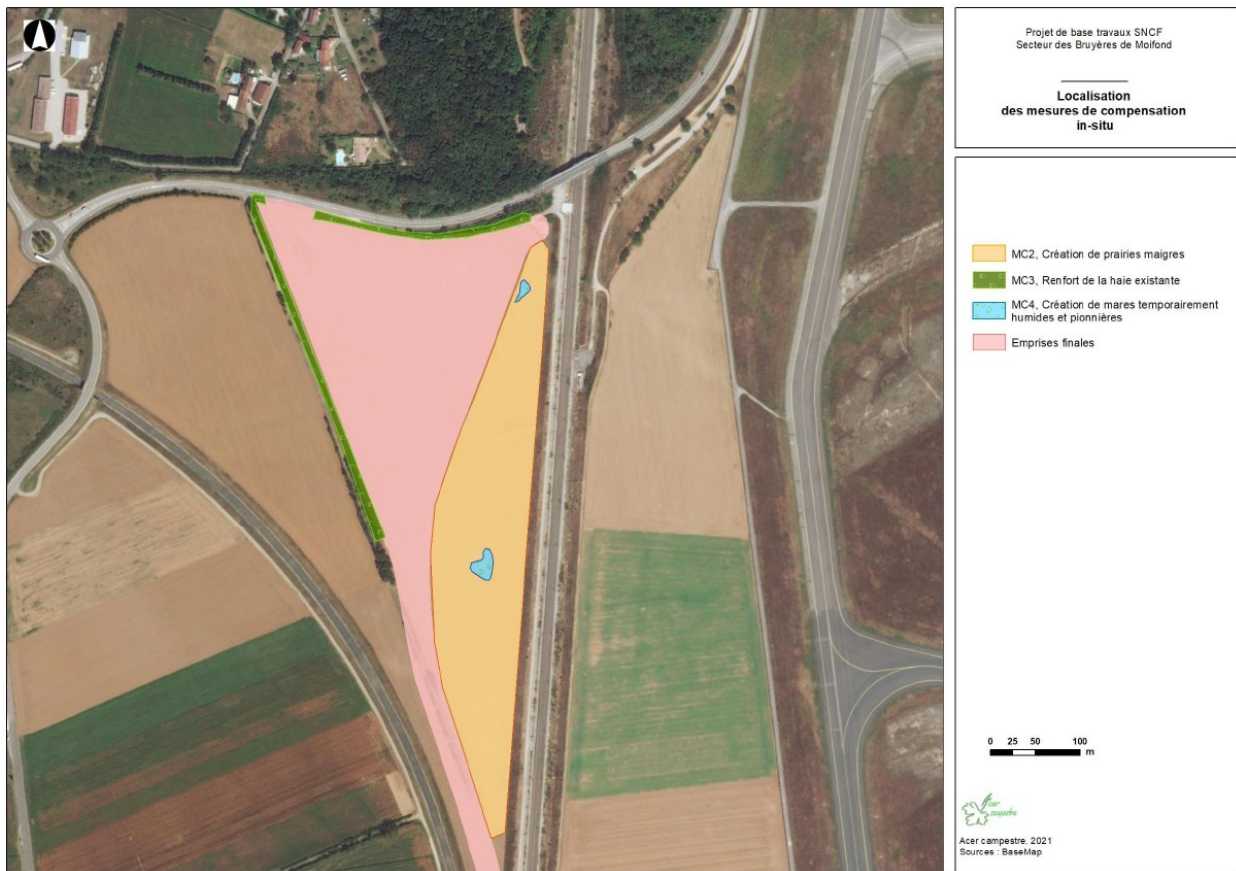 Projet de base travaux SNCF
Secteur des Bruyères de Moifond
Localisation
des mesures de compensation
in-situ
MC2, Création de prairies maigres
MC3, Renfort de la haie existante
MC4, Création de mares temporairement
humides et pionnières
Emprises finales
0 25 50 100
m
acer
campestre
Acer campestre, 2021
Sources : BaseMap